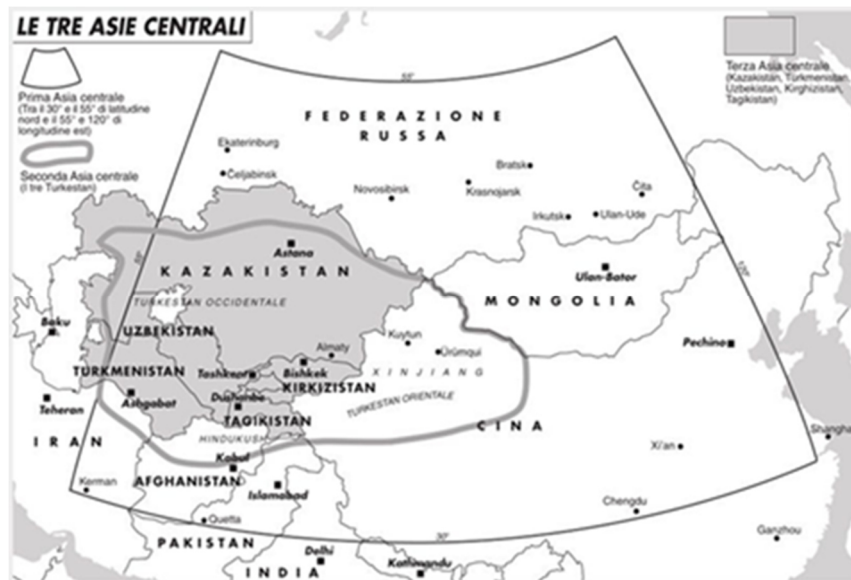 LE TRE ASIE CENTRALI
Prima Asia centrale
(Tra il 30° e il 55° di latitudine
nord e il 55° e 120° di
longitudine est)
Seconda Asia centrale
(I tre Turkestan)
Terza Asia centrale
(Kazakistan, Türkmenistan,
Uzbekistan, Kirghizistan,
Tagikistan)
55°
FEDERAZIONE
RUSSA
Ekaterinburg
Čeljabinsk
Bratsk
Novosibirsk
Krasnojarsk
Čita
Irkutsk
Ulan-Ude
Astana
KAZAKISTAN
Ulan-Bator
120°
MONGOLIA
TURKESTAN OCCIDENTALE
Baku
UZBEKISTAN
Kuytun
Ürümqui
Almaty
Pechino
TURKMENISTAN
Tashkept
Bishkek
XINJIANG
KIRKIZISTAN
Teheran
Ashgabat
Dushanbe
TURKESTAN ORIENTALE
TAGIKISTAN
CINA
IRAN
HINDUKUSH
Shanghai
Kabul
Xi'an
Kerman
AFGHANISTAN
Islamabad
Chengdu
Quetta
30°
Ganzhou
PAKISTAN
Delhi
INDIA
Kathmandu